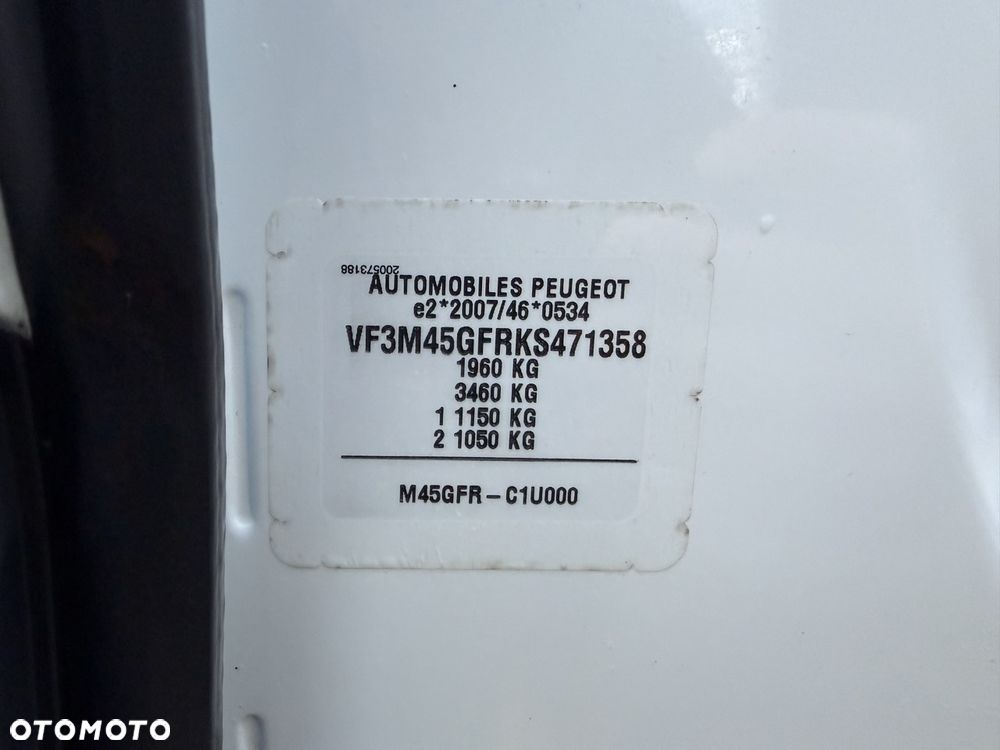 200573188
AUTOMOBILES PEUGEOT
e2*2007/46*0534
VF3M45GFRKS471358
1960 KG
3460 KG
1 1150 KG
2 1050 KG
M45GFR – C1U000
OTOMOTO